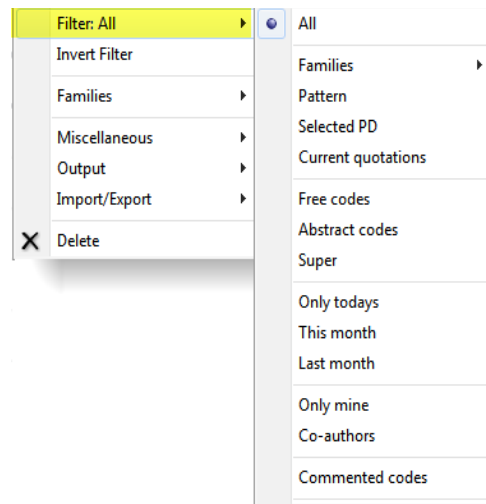 Filter: All
Invert Filter
Families
Miscellaneous
Output
Import/Export
Delete
All
Families
Pattern
Selected PD
Current quotations
Free codes
Abstract codes
Super
Only todays
This month
Last month
Only mine
Co-authors
Commented codes